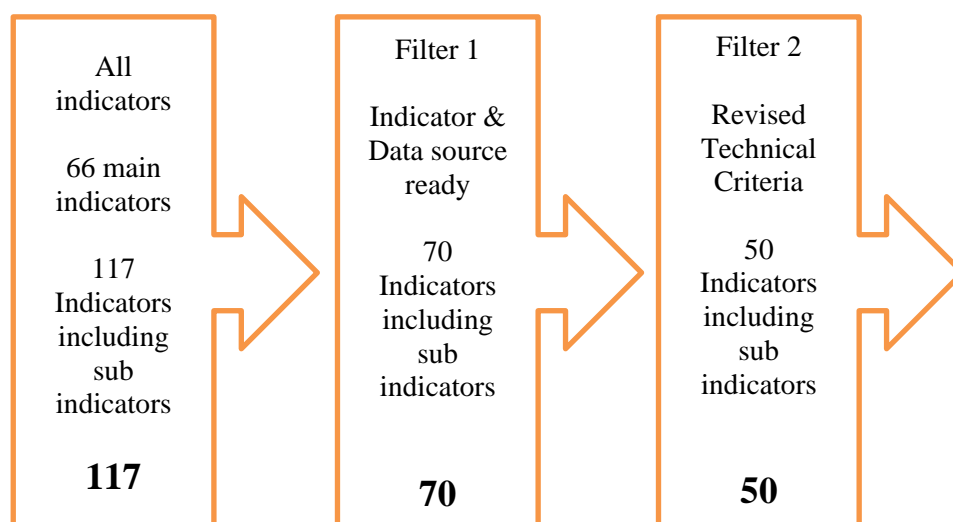 All
indicators
66 main
indicators
117
Indicators
including
sub
indicators
117
Filter 1
Indicator &
Data source
ready
70
Indicators
including
sub
indicators
70
Filter 2
Revised
Technical
Criteria
50
Indicators
including
sub
indicators
50